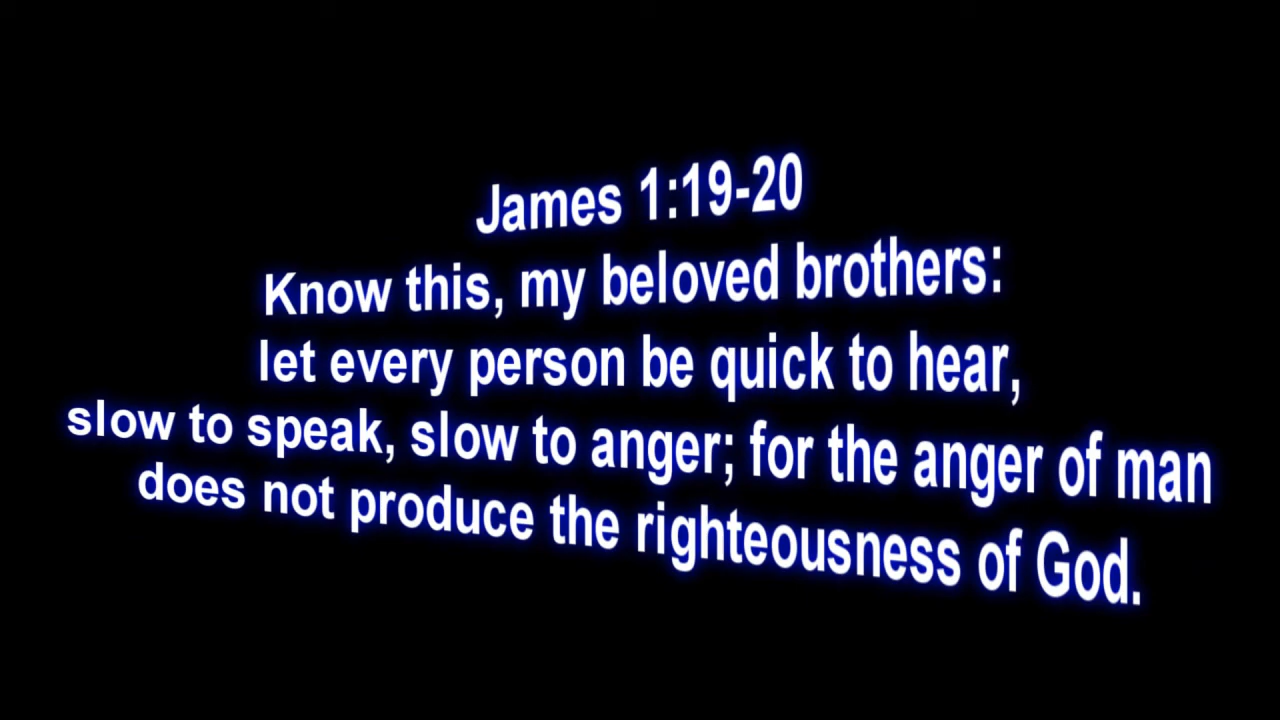 James 1:19-20
Know this, my beloved brothers:
let every person be quick to hear,
slow to speak, slow to anger; for the anger of man
does not produce the righteousness of God.